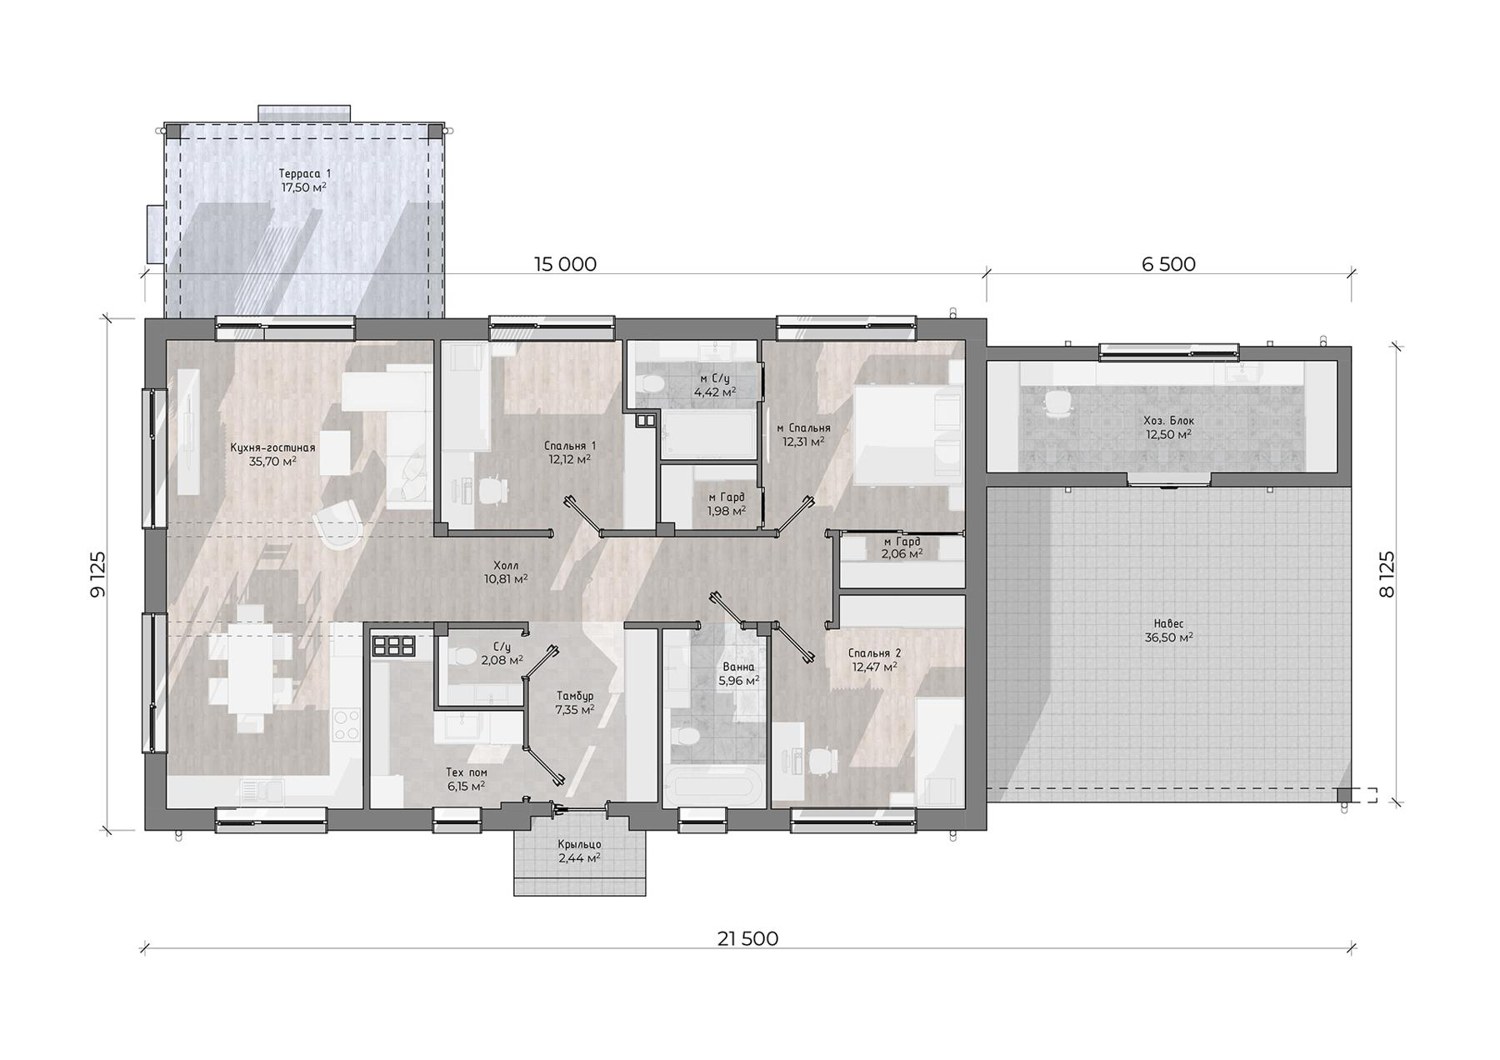 Терраса 1
17,50 м²
15 000
6 500
9 125
8 125
Кухня-гостиная
35,70 м²
Спальня 1
12,12 м²
м С/у
4,42 м²
м Спальня
12,31 м²
Хоз. Блок
12,50 м²
м Гард
1,98 м²
м Гард
2,06 м²
Холл
10,81 м²
Навес
36,50 м²
С/у
2,08 м²
Ванна
5,96 м²
Спальня 2
12,47 м²
Тамбур
7,35 м²
Тех пом
6,15 м²
Крыльцо
2,44 м²
21 500